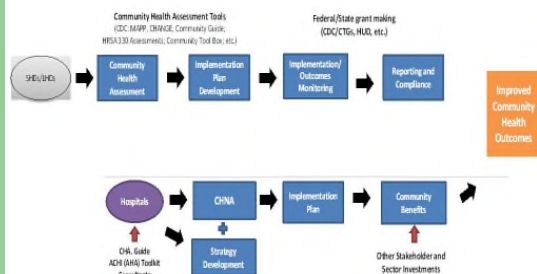 Community Health Assessment Tools
(CDC: MAPP, CHANGE, Community Guide;
HRSA330 Assessments; Community Tool Box; etc.)
Federal/State grant making
(CDC/CTGs, HUD, etc.)
SHDs/LHDs
Community
Health
Assessment
Implementation
Plan
Development
Implementation/
Outcomes
Monitoring
Reporting and
Compliance
Improved
Community
Health
Outcomes
Hospitals
CHNA
Implementation
Plan
Community
Benefits
Strategy
Development
CHA, Guide
ACHI (AHA) Toolkit
Consultants
Other Stakeholder and
Sector Investments